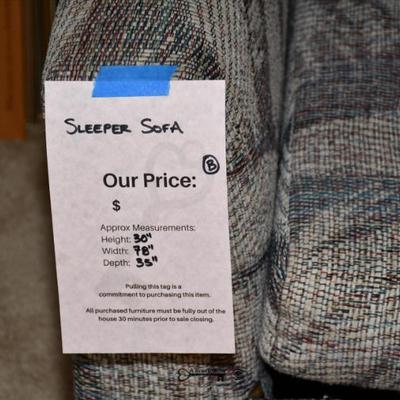 SLEEPER SOFA
B
Our Price:
$
Approx Measurements:
Height: 30"
Width: 78"
Depth: 35"
Pulling this tag is a
commitment to purchasing this item.
All purchased furniture must be fully out of the
house 30 minutes prior to sale closing.